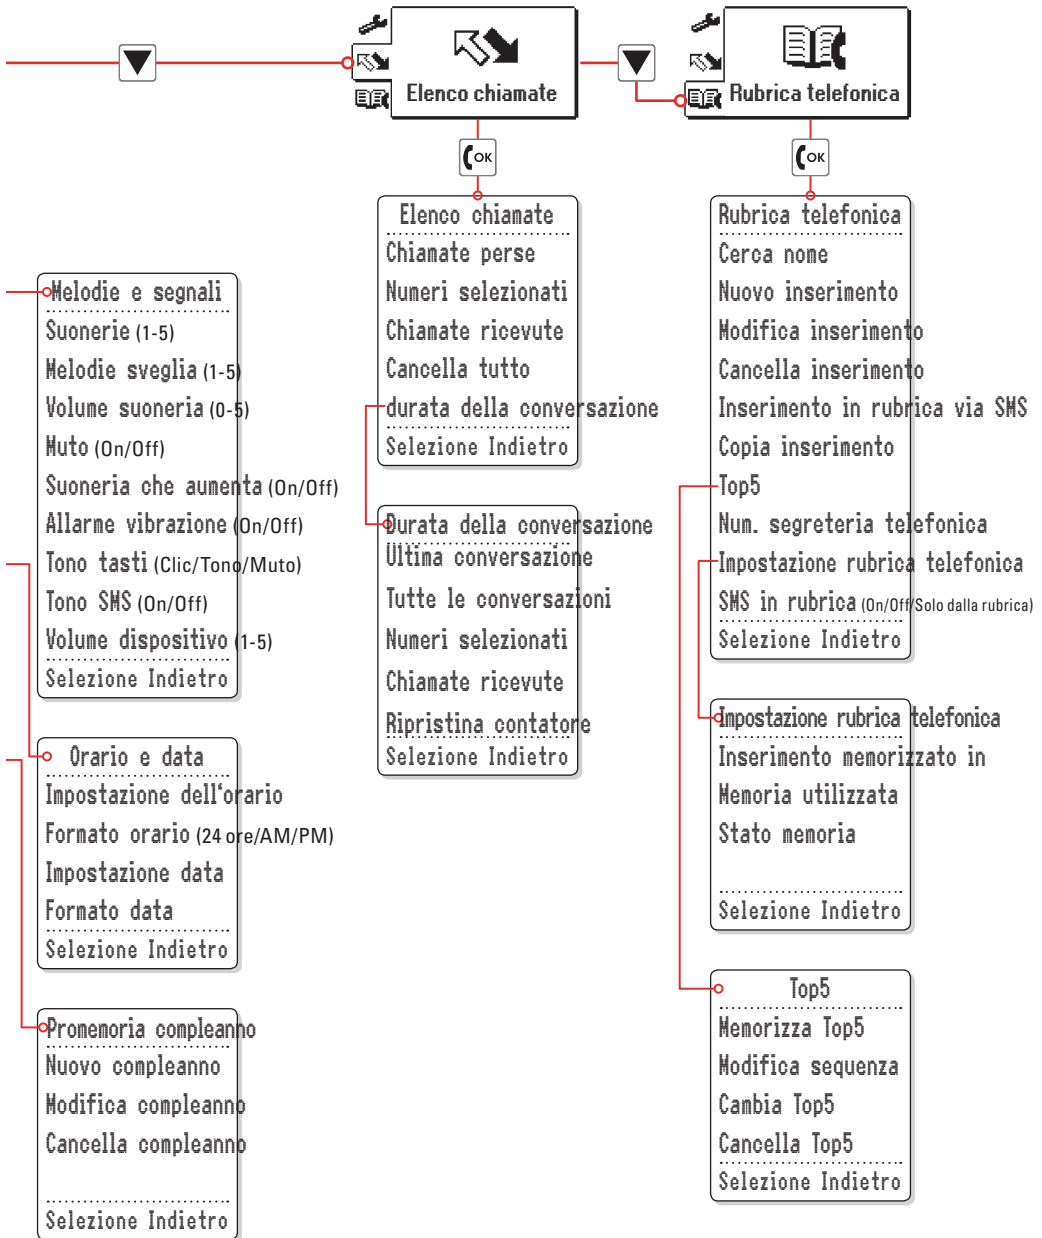 Elenco chiamate
Rubrica telefonica
OK
OK
Elenco chiamate
Chiamate perse
Numeri selezionati
Chiamate ricevute
Cancella tutto
durata della conversazione
Selezione Indietro
Durata della conversazione
Ultima conversazione
Tutte le conversazioni
Numeri selezionati
Chiamate ricevute
Ripristina contatore
Selezione Indietro
Rubrica telefonica
Cerca nome
Nuovo inserimento
Modifica inserimento
Cancella inserimento
Inserimento in rubrica via SMS
Copia inserimento
Top5
Num. segreteria telefonica
Impostazione rubrica telefonica
SMS in rubrica (On/Off/Solo dalla rubrica)
Selezione Indietro
Impostazione rubrica telefonica
Inserimento memorizzato in
Memoria utilizzata
Stato memoria
Selezione Indietro
Top5
Memorizza Top5
Modifica sequenza
Cambia Top5
Cancella Top5
Selezione Indietro
Melodie e segnali
Suonerie (1-5)
Melodie sveglia (1-5)
Volume suoneria (0-5)
Muto (On/Off)
Suoneria che aumenta (On/Off)
Allarme vibrazione (On/Off)
Tono tasti (Clic/Tono/Muto)
Tono SMS (On/Off)
Volume dispositivo (1-5)
Selezione Indietro
Orario e data
Impostazione dell‘orario
Formato orario (24 ore/AM/PM)
Impostazione data
Formato data
Selezione Indietro
Promemoria compleanno
Nuovo compleanno
Modifica compleanno
Cancella compleanno
Selezione Indietro